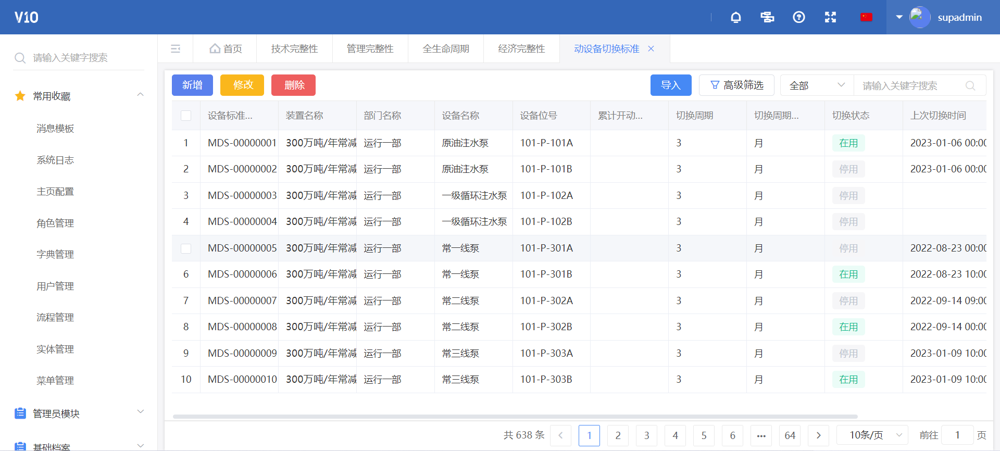 V10
supadmin
请输入关键字搜索
常用收藏
消息模板
系统日志
主页配置
角色管理
字典管理
用户管理
流程管理
实体管理
菜单管理
管理员模块
基础档案
首页 技术完整性 管理完整性 全生命周期 经济完整性 动设备切换标准
新增 修改 删除 导入 高级筛选 全部 请输入关键字搜索
设备标准... 装置名称 部门名称 设备名称 设备位号 累计开动... 切换周期 切换周期... 切换状态 上次切换时间
1 MDS-00000001 300万吨/年常减 运行一部 原油注水泵 101-P-101A 3 月 在用 2023-01-06 00:00
2 MDS-00000002 300万吨/年常减 运行一部 原油注水泵 101-P-101B 3 月 停用 2023-01-06 00:00
3 MDS-00000003 300万吨/年常减 运行一部 一级循环注水泵 101-P-102A 3 月 停用
4 MDS-00000004 300万吨/年常减 运行一部 一级循环注水泵 101-P-102B 3 月 停用
MDS-00000005 300万吨/年常减 运行一部 常一线泵 101-P-301A 3 月 停用 2022-08-23 00:00
6 MDS-00000006 300万吨/年常减 运行一部 常一线泵 101-P-301B 3 月 在用 2022-08-23 10:00
7 MDS-00000007 300万吨/年常减 运行一部 常二线泵 101-P-302A 3 月 停用 2022-09-14 09:00
8 MDS-00000008 300万吨/年常减 运行一部 常二线泵 101-P-302B 3 月 在用 2022-09-14 00:00
9 MDS-00000009 300万吨/年常减 运行一部 常三线泵 101-P-303A 3 月 停用 2023-01-09 10:00
10 MDS-00000010 300万吨/年常减 运行一部 常三线泵 101-P-303B 3 月 在用 2023-01-09 10:00
共 638 条 1 2 3 4 5 6 ... 64 10条/页 前往 1 页